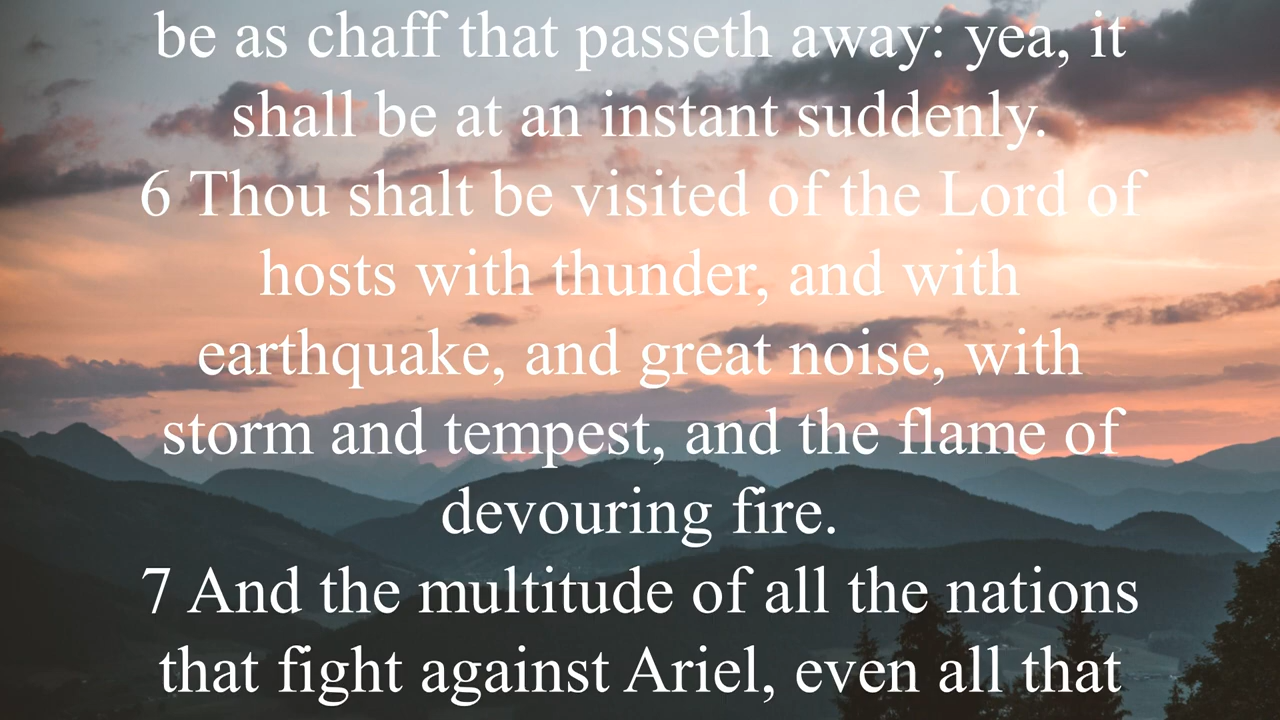 be as chaff that passeth away: yea, it
shall be at an instant suddenly.
6 Thou shalt be visited of the Lord of
hosts with thunder, and with
earthquake, and great noise, with
storm and tempest, and the flame of
devouring fire.
7 And the multitude of all the nations
that fight against Ariel, even all that